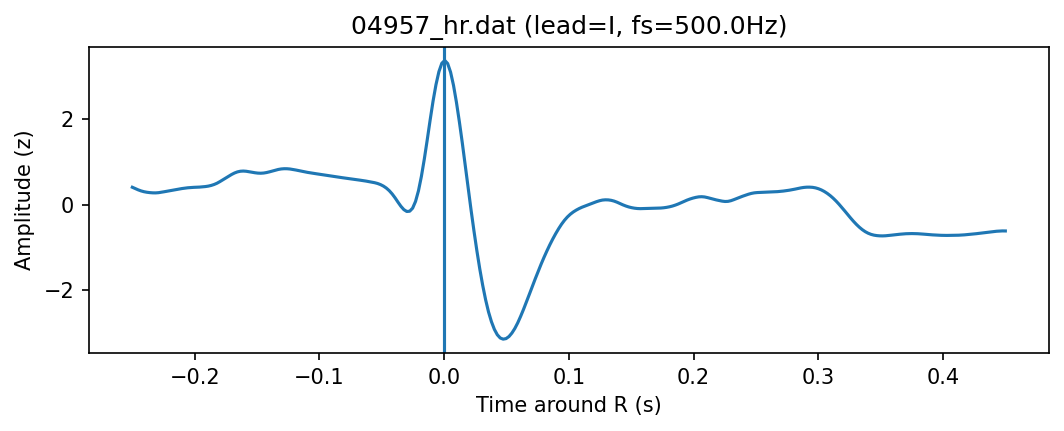 04957_hr.dat (lead=I, fs=500.0Hz)
Amplitude (z)
2
0
−2
−0.2 −0.1 0.0 0.1 0.2 0.3 0.4
Time around R (s)